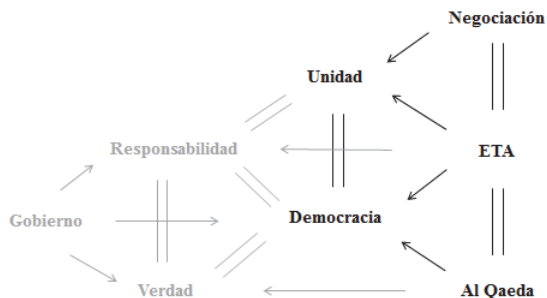 Negociación
Unidad
Responsabilidad
ETA
Gobierno
Democracia
Verdad
Al Qaeda